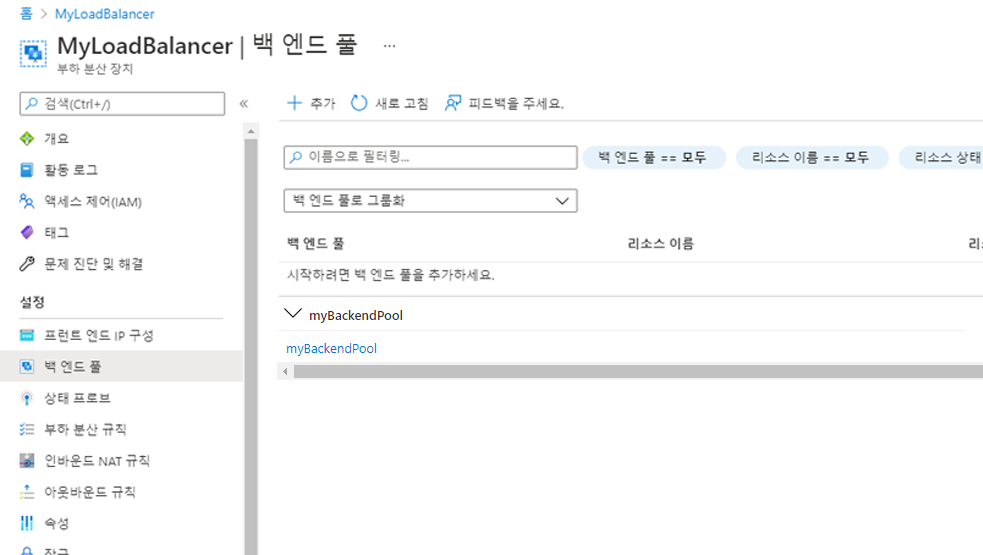 홈 > MyLoadBalancer
MyLoadBalancer | 백 엔드 풀 ...
부하 분산 장치
검색(Ctrl+/) «
개요
활동 로그
액세스 제어(IAM)
태그
문제 진단 및 해결
설정
프런트 엔드 IP 구성
백 엔드 풀
상태 프로브
부하 분산 규칙
인바운드 NAT 규칙
아웃바운드 규칙
속성
잠금
+ 추가 새로 고침 피드백을 주세요.
이름으로 필터링... 백 엔드 풀 == 모두 리소스 이름 == 모두 리소스 상태
백 엔드 풀로 그룹화
백 엔드 풀 리소스 이름
시작하려면 백 엔드 풀을 추가하세요.
myBackendPool
myBackendPool